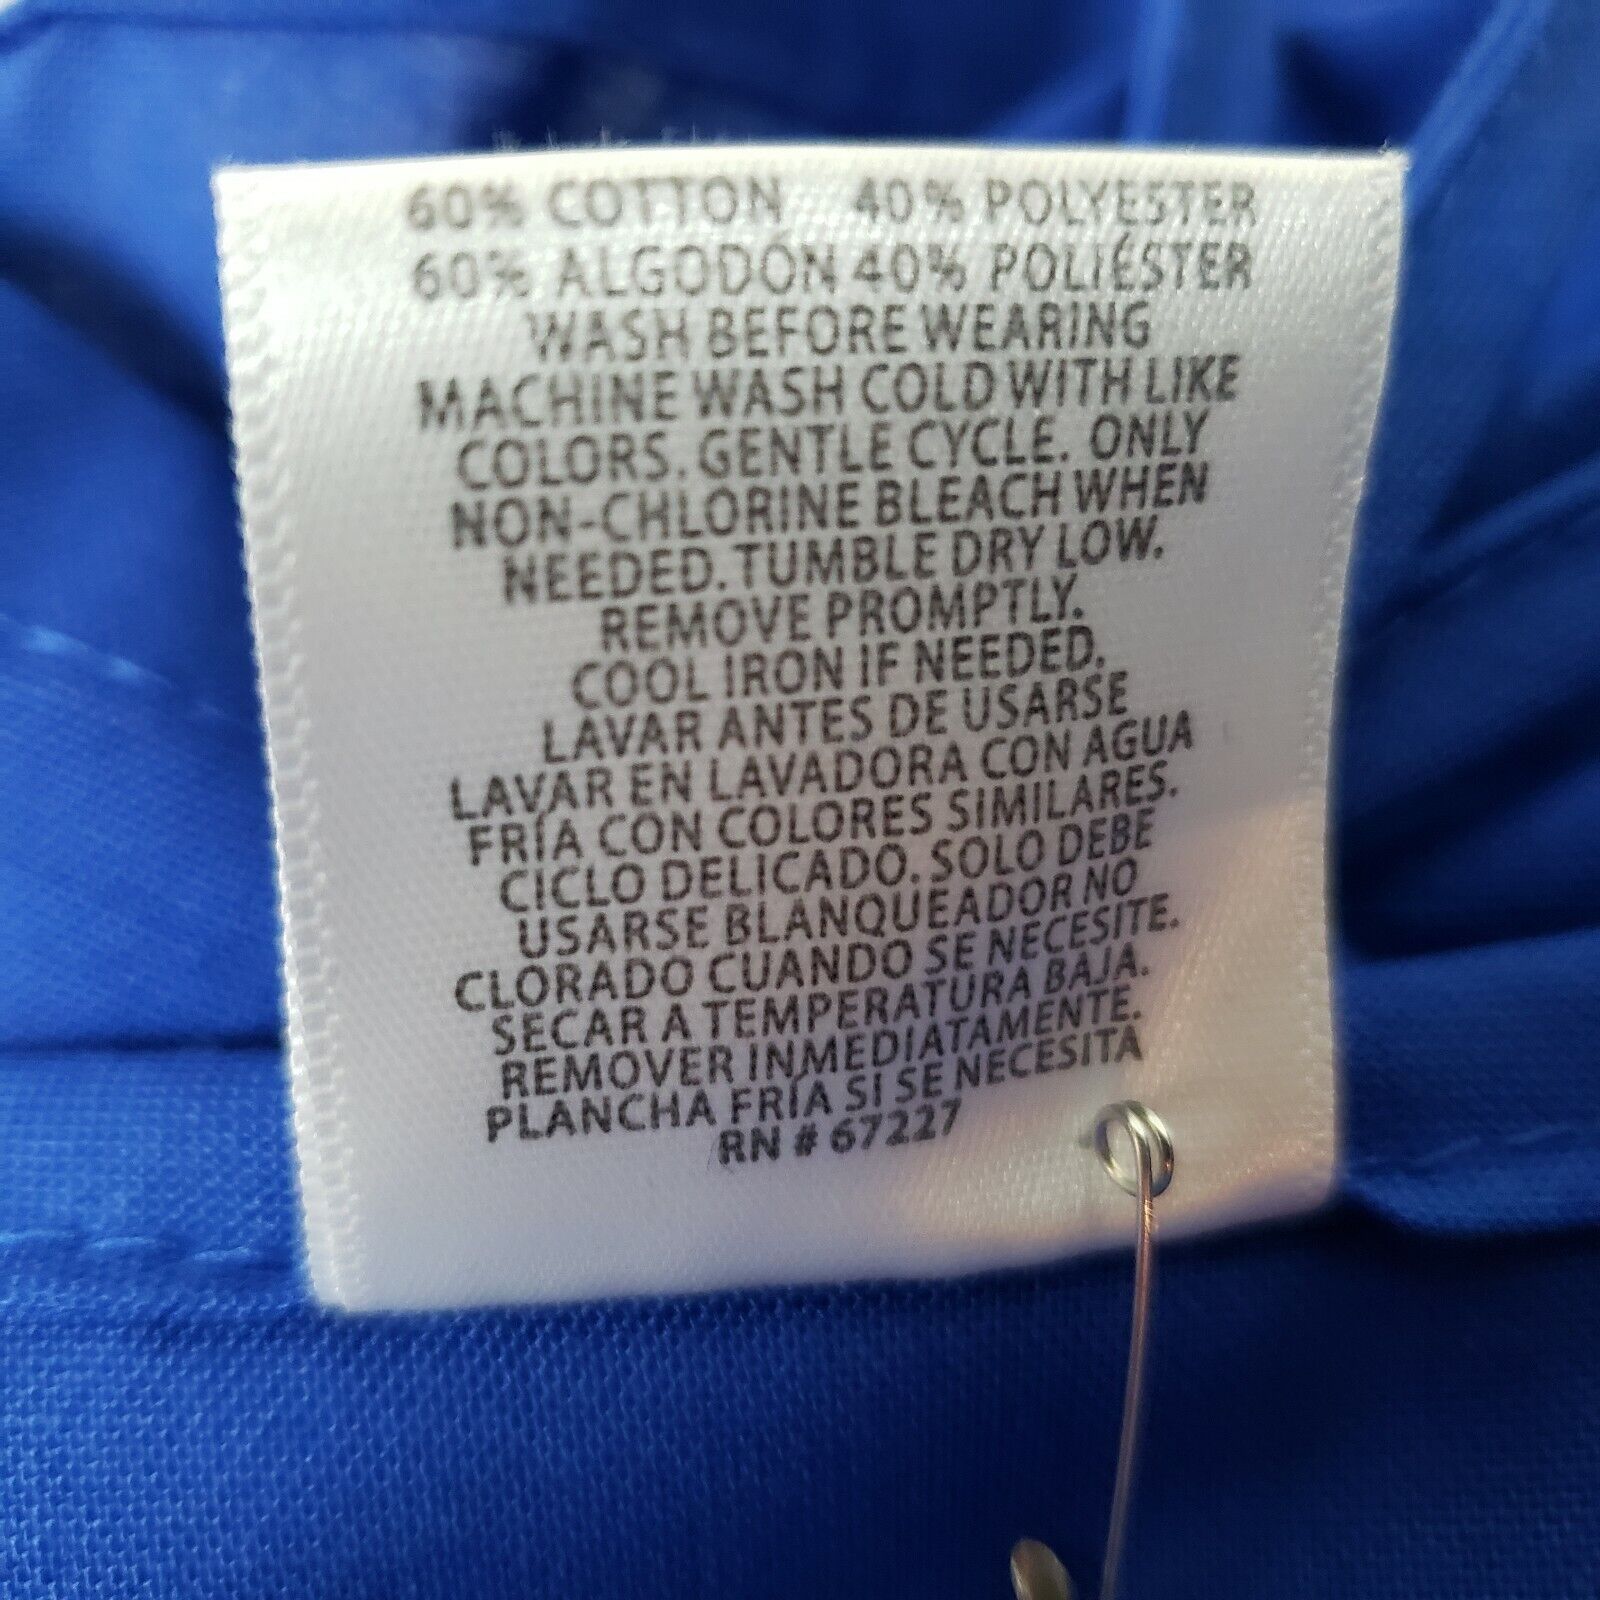 60% COTTON 40% POLYESTER
60% ALGODÓN 40% POLIÉSTER
WASH BEFORE WEARING
MACHINE WASH COLD WITH LIKE
COLORS. GENTLE CYCLE. ONLY
NON-CHLORINE BLEACH WHEN
NEEDED. TUMBLE DRY LOW.
REMOVE PROMPTLY.
COOL IRON IF NEEDED.
LAVAR ANTES DE USARSE
LAVAR EN LAVADORA CON AGUA
FRÍA CON COLORES SIMILARES.
CICLO DELICADO. SOLO DEBE
USARSE BLANQUEADOR NO
CLORADO CUANDO SE NECESITE.
SECAR A TEMPERATURA BAJA.
REMOVER INMEDIATAMENTE.
PLANCHA FRÍA SI SE NECESITA
RN # 67227